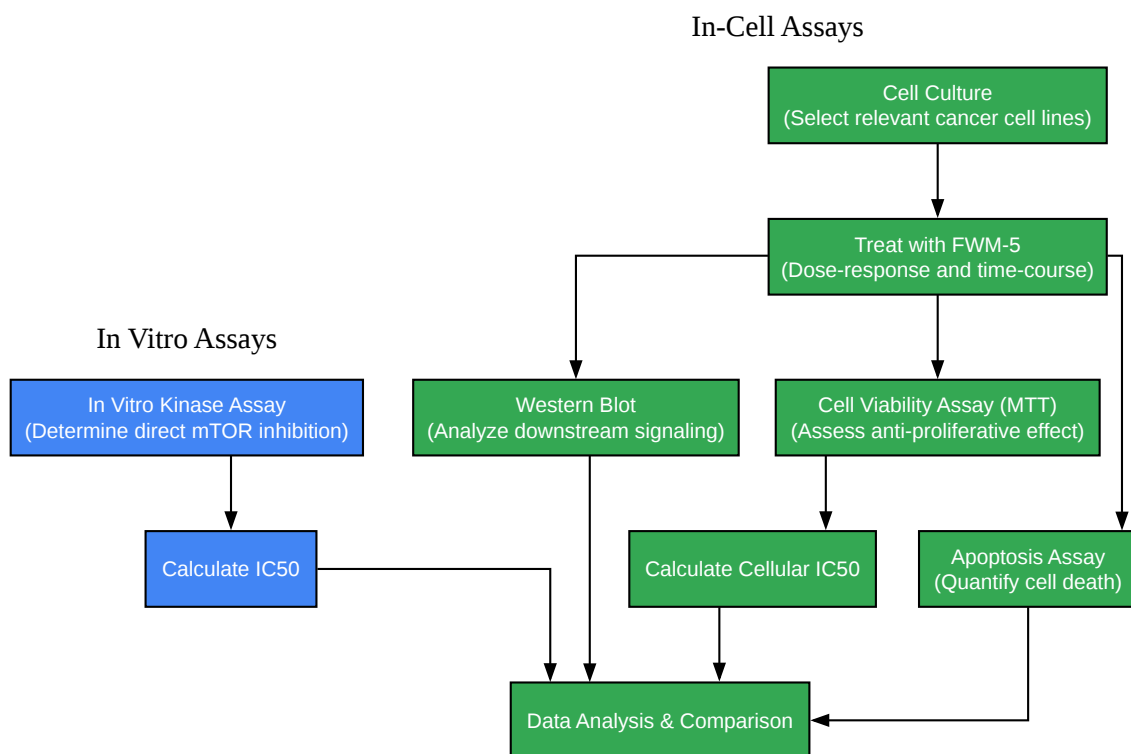 In-Cell Assays
Cell Culture
(Select relevant cancer cell lines)
Treat with FWM-5
(Dose-response and time-course)
In Vitro Assays
In Vitro Kinase Assay
(Determine direct mTOR inhibition)
Western Blot
(Analyze downstream signaling)
Cell Viability Assay (MTT)
(Assess anti-proliferative effect)
Calculate IC50
Calculate Cellular IC50
Apoptosis Assay
(Quantify cell death)
Data Analysis & Comparison